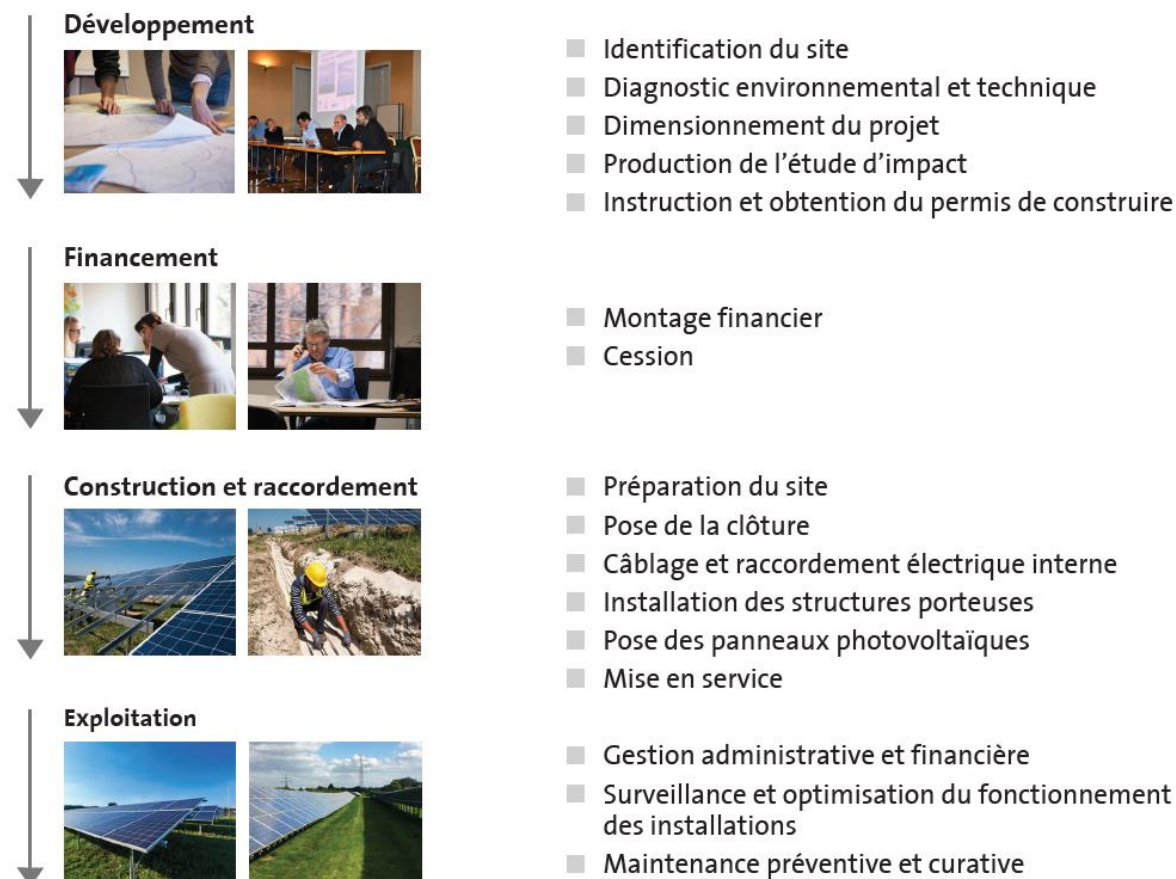 Développement
Identification du site
Diagnostic environnemental et technique
Dimensionnement du projet
Production de l'étude d'impact
Instruction et obtention du permis de construire
Financement
Montage financier
Cession
Construction et raccordement
Préparation du site
Pose de la clôture
Câblage et raccordement électrique interne
Installation des structures porteuses
Pose des panneaux photovoltaïques
Mise en service
Exploitation
Gestion administrative et financière
Surveillance et optimisation du fonctionnement
des installations
Maintenance préventive et curative